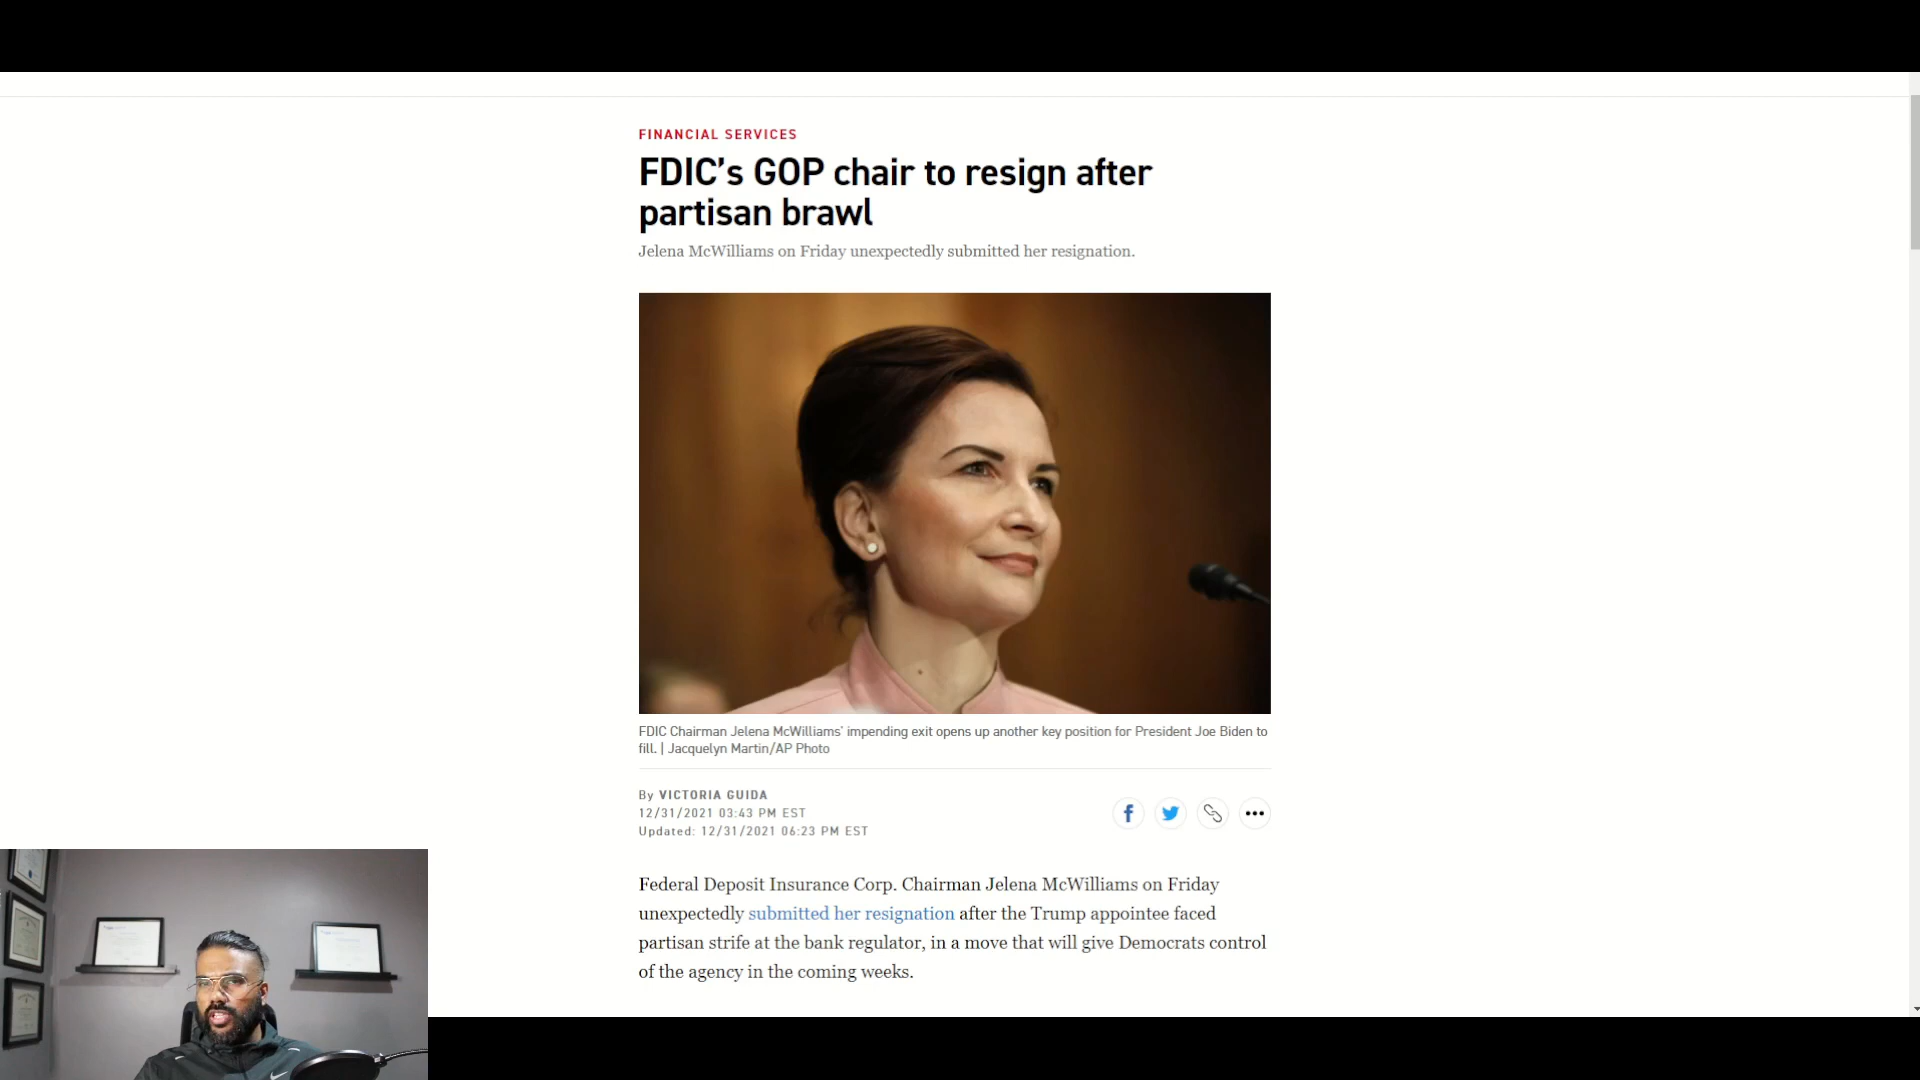 FINANCIAL SERVICES
FDIC’s GOP chair to resign after
partisan brawl
Jelena McWilliams on Friday unexpectedly submitted her resignation.
FDIC Chairman Jelena McWilliams' impending exit opens up another key position for President Joe Biden to
fill. | Jacquelyn Martin/AP Photo
By VICTORIA GUIDA
12/31/2021 03:43 PM EST
Updated: 12/31/2021 06:23 PM EST
Federal Deposit Insurance Corp. Chairman Jelena McWilliams on Friday
unexpectedly submitted her resignation after the Trump appointee faced
partisan strife at the bank regulator, in a move that will give Democrats control
of the agency in the coming weeks.